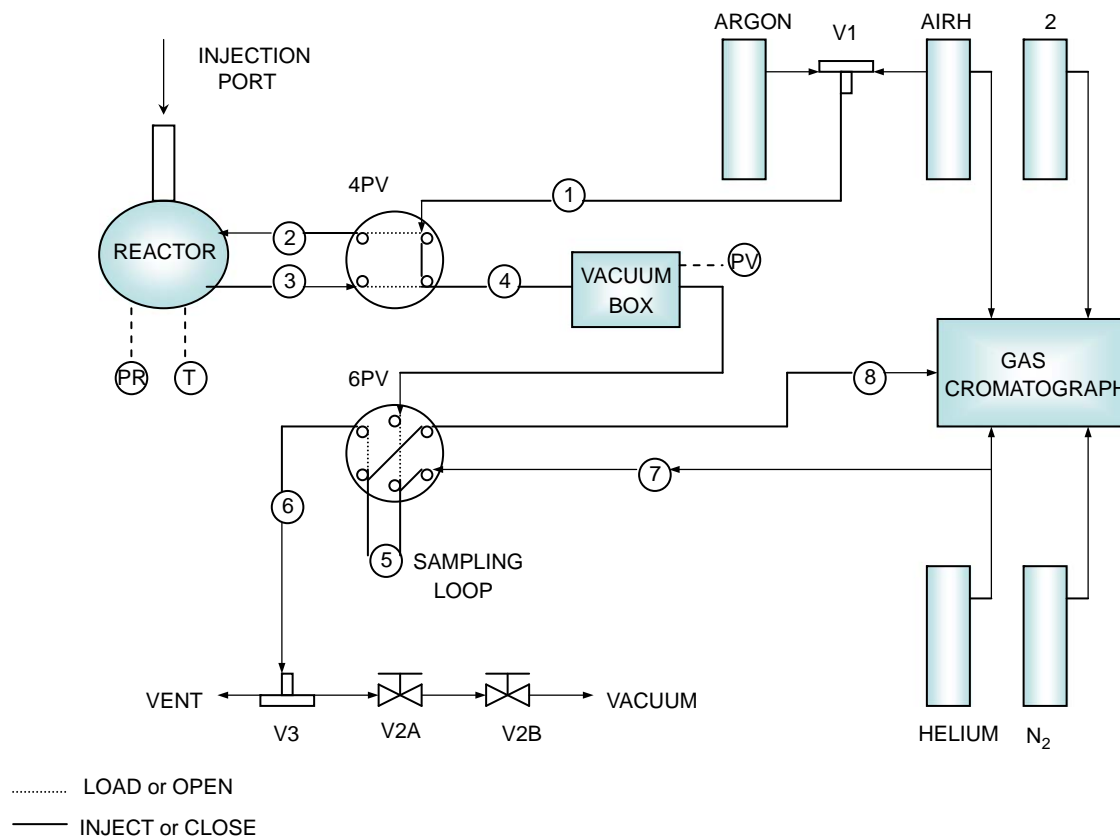 ARGON
V1
AIRH
2
INJECTION
PORT
4PV
1
2
REACTOR
3
4
VACUUM
BOX
PV
PR
T
6PV
8
GAS
CROMATOGRAPH
7
6
5
SAMPLING
LOOP
VENT
V3
V2A
V2B
VACUUM
HELIUM
N2
LOAD or OPEN
INJECT or CLOSE